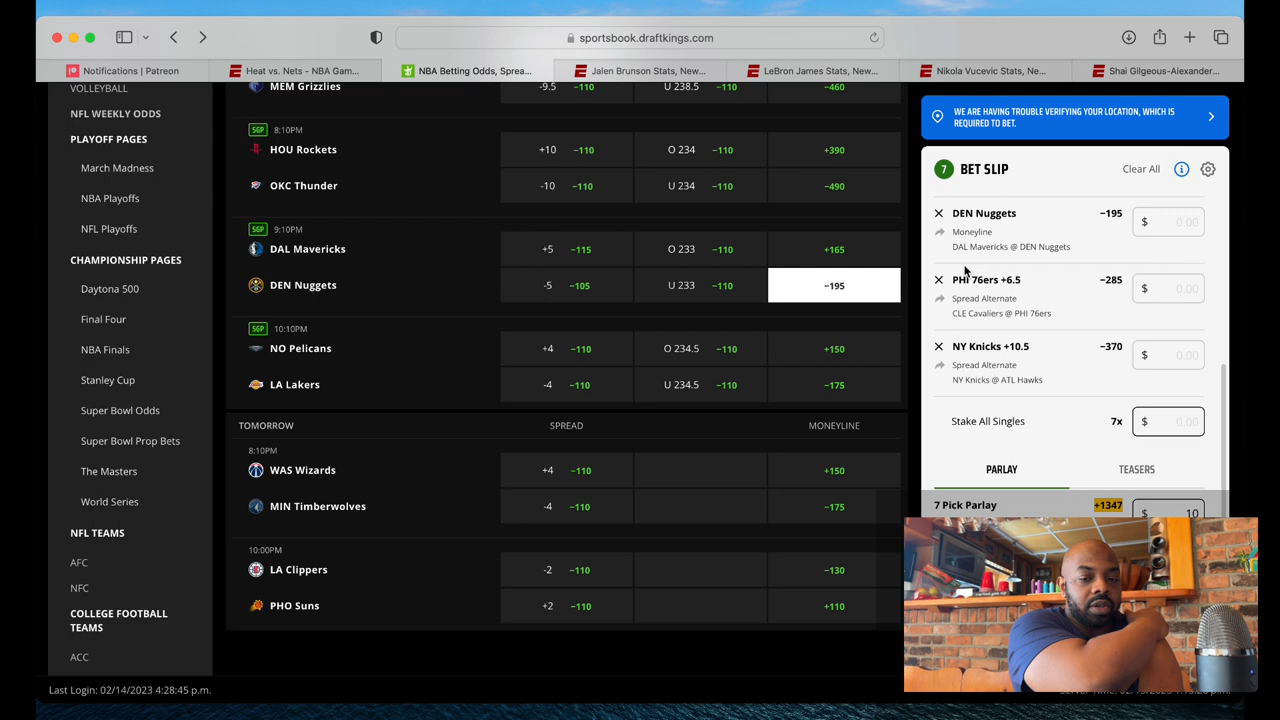 sportsbook.draftkings.com
Notifications | Patreon
Heat vs. Nets - NBA Gam...
NBA Betting Odds, Sprea...
Jalen Brunson Stats, New...
LeBron James Stats, New...
Nikola Vucevic Stats, Ne...
Shai Gilgeous-Alexander...
VOLLEYBALL
NFL WEEKLY ODDS
PLAYOFF PAGES
March Madness
NBA Playoffs
NFL Playoffs
CHAMPIONSHIP PAGES
Daytona 500
Final Four
NBA Finals
Stanley Cup
Super Bowl Odds
Super Bowl Prop Bets
The Masters
World Series
NFL TEAMS
AFC
NFC
COLLEGE FOOTBALL
TEAMS
ACC
MEM Grizzlies -9.5 −110 U 238.5 −110 −460
SGP 8:10PM
HOU Rockets +10 −110 O 234 −110 +390
OKC Thunder -10 −110 U 234 −110 −490
SGP 9:10PM
DAL Mavericks +5 −115 O 233 −110 +165
DEN Nuggets -5 −105 U 233 −110 −195
SGP 10:10PM
NO Pelicans +4 −110 O 234.5 −110 +150
LA Lakers -4 −110 U 234.5 −110 −175
TOMORROW SPREAD MONEYLINE
8:10PM
WAS Wizards +4 −110 +150
MIN Timberwolves -4 −110 −175
10:00PM
LA Clippers -2 −110 −130
PHO Suns +2 −110 +110
WE ARE HAVING TROUBLE VERIFYING YOUR LOCATION, WHICH IS
REQUIRED TO BET.
7 BET SLIP Clear All
DEN Nuggets −195 $ 0.00
Moneyline
DAL Mavericks @ DEN Nuggets
PHI 76ers +6.5 −285 $ 0.00
Spread Alternate
CLE Cavaliers @ PHI 76ers
NY Knicks +10.5 −370 $ 0.00
Spread Alternate
NY Knicks @ ATL Hawks
Stake All Singles 7x $ 0.00
PARLAY TEASERS
7 Pick Parlay +1347 $ 10
Last Login: 02/14/2023 4:28:45 p.m.